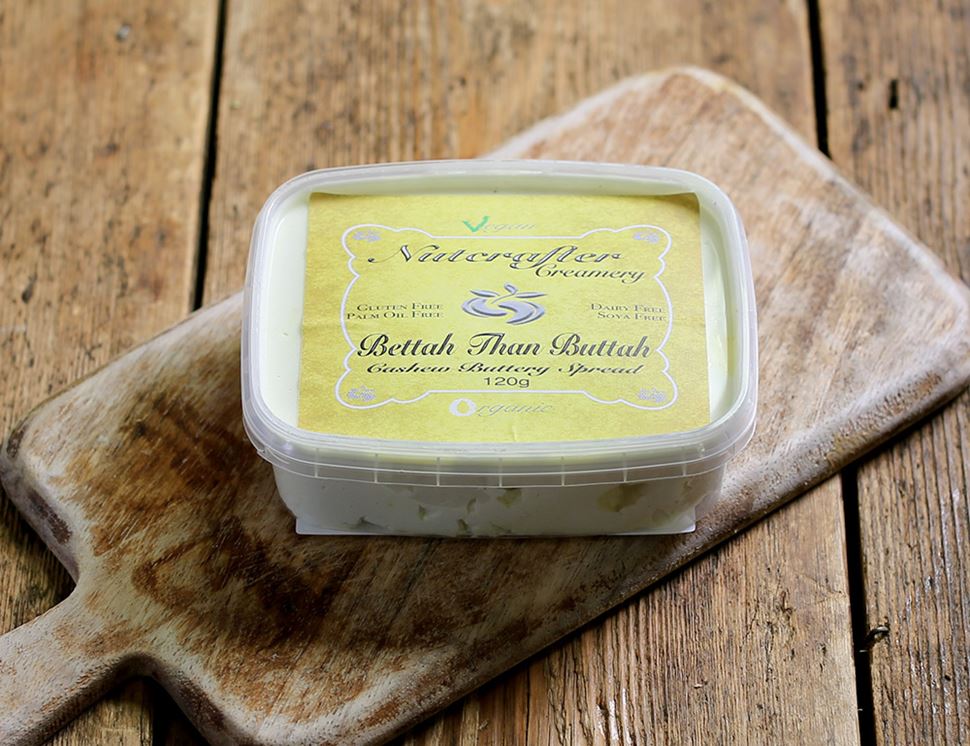 Vegan
Nutcrafter
Creamery
Gluten Free
Palm Oil Free
Dairy Free
Soya Free
Bettah Than Buttah
Cashew Buttery Spread
120g
Organic